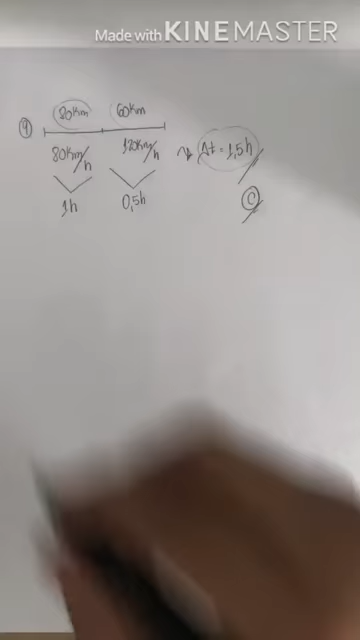 Made with KINEMASTER
80Km 60Km
9)
80Km/h 120Km/h → Δt = 1,5h
1h 0,5h C